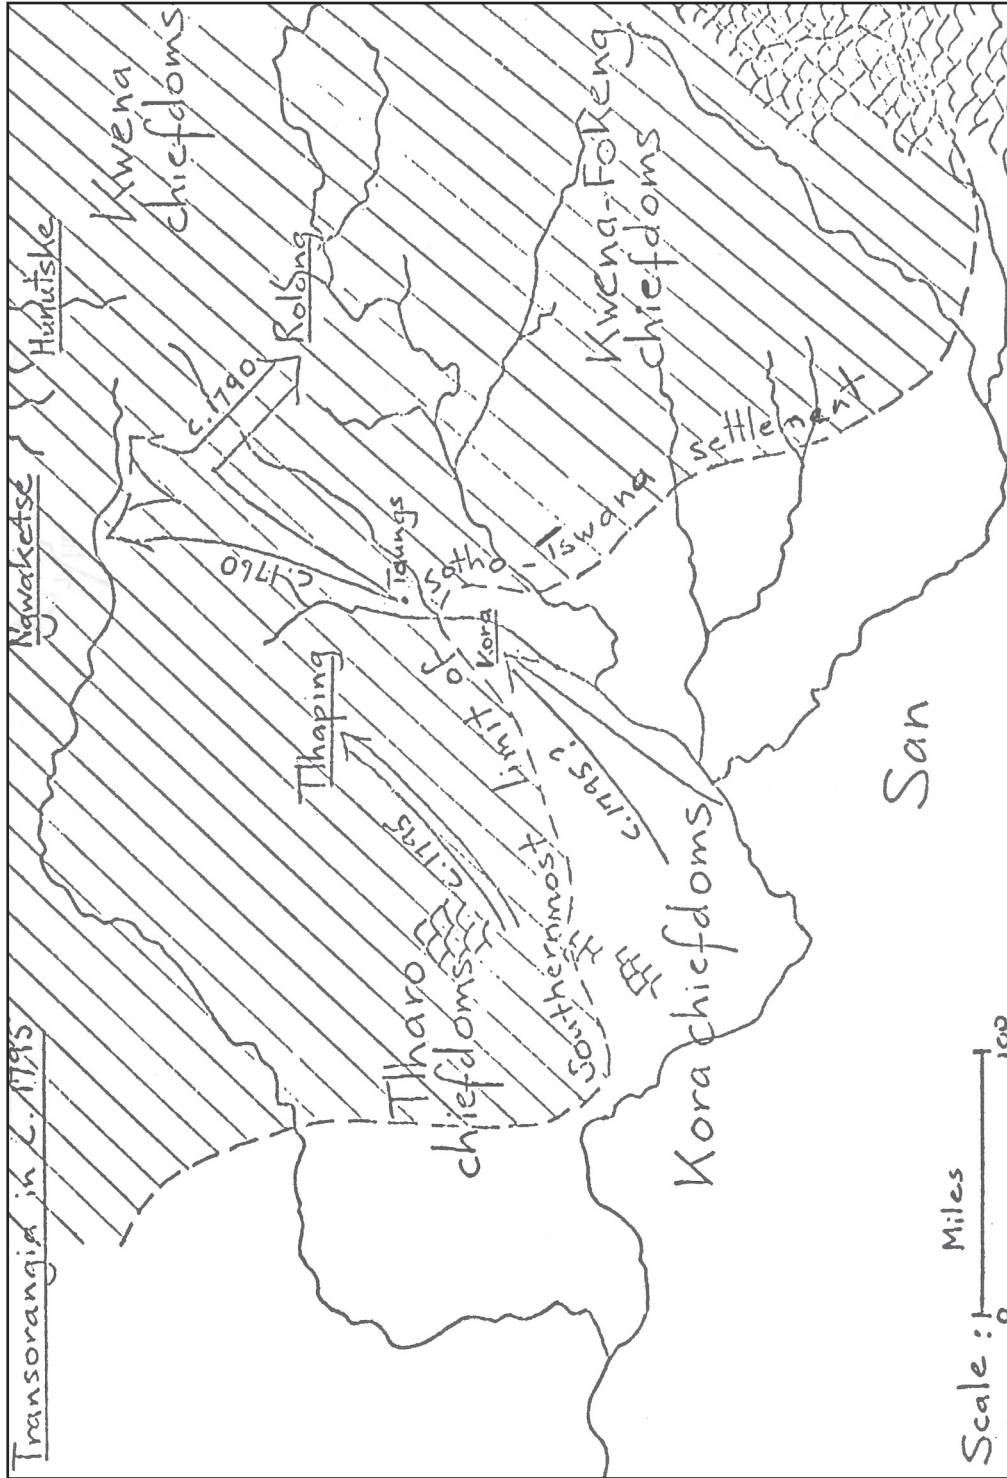 Transorangia in c. 1795
Ngwaketse
Hurutshe
Kwena
chiefdoms
c. 1790
Rolong
c. 1760
Taungs
Tlhaping
c. 1795
Tlharo
chiefdoms
Kora
c. 1795 ?
Southernmost limit of Sotho - Tswana settlement
Kwena-Fokeng
chiefdoms
Kora chiefdoms
San
Scale :
Miles
0
100